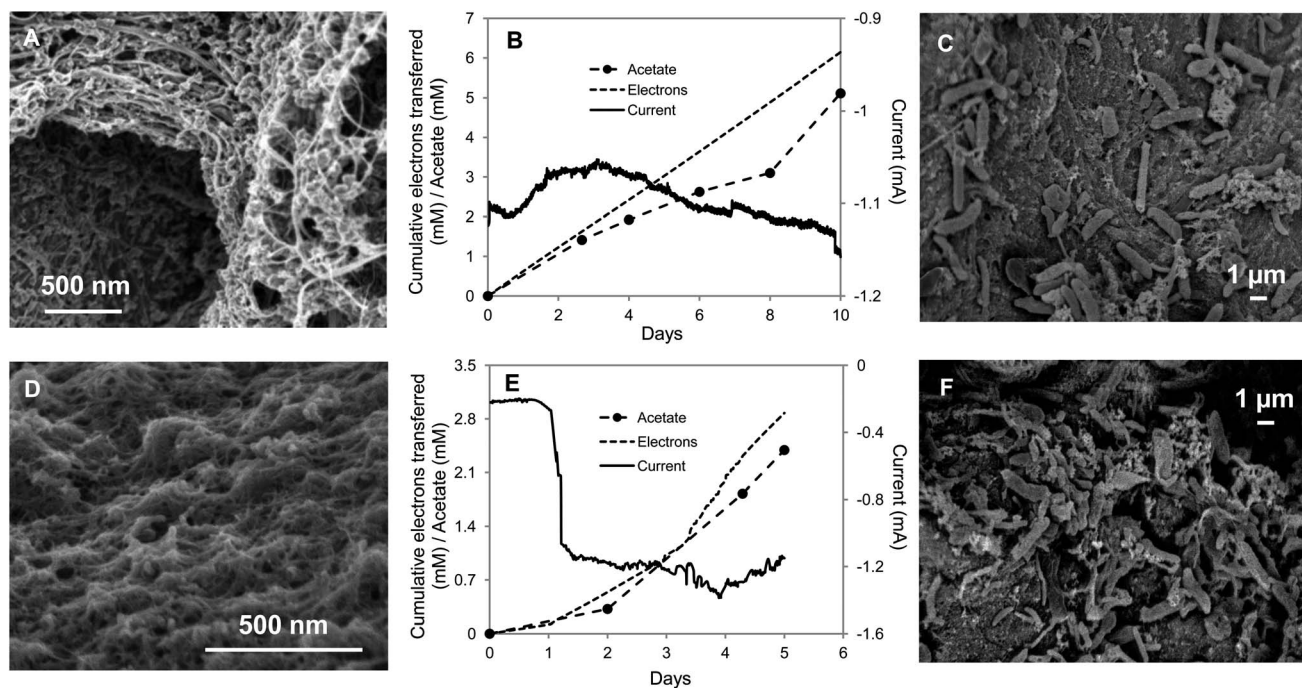 A
500 nm
B
Cumulative electrons transferred
(mM) / Acetate (mM)
7
6
5
4
3
2
1
0
Acetate
Electrons
Current
-0.9
-1
-1.1
-1.2
Current (mA)
0 2 4 6 8 10
Days
C
1 µm
D
500 nm
E
Cumulative electrons transferred
(mM) / Acetate (mM)
3.5
2.8
2.1
1.4
0.7
0
Acetate
Electrons
Current
0
-0.4
-0.8
-1.2
-1.6
Current (mA)
0 1 2 3 4 5 6
Days
F
1 µm